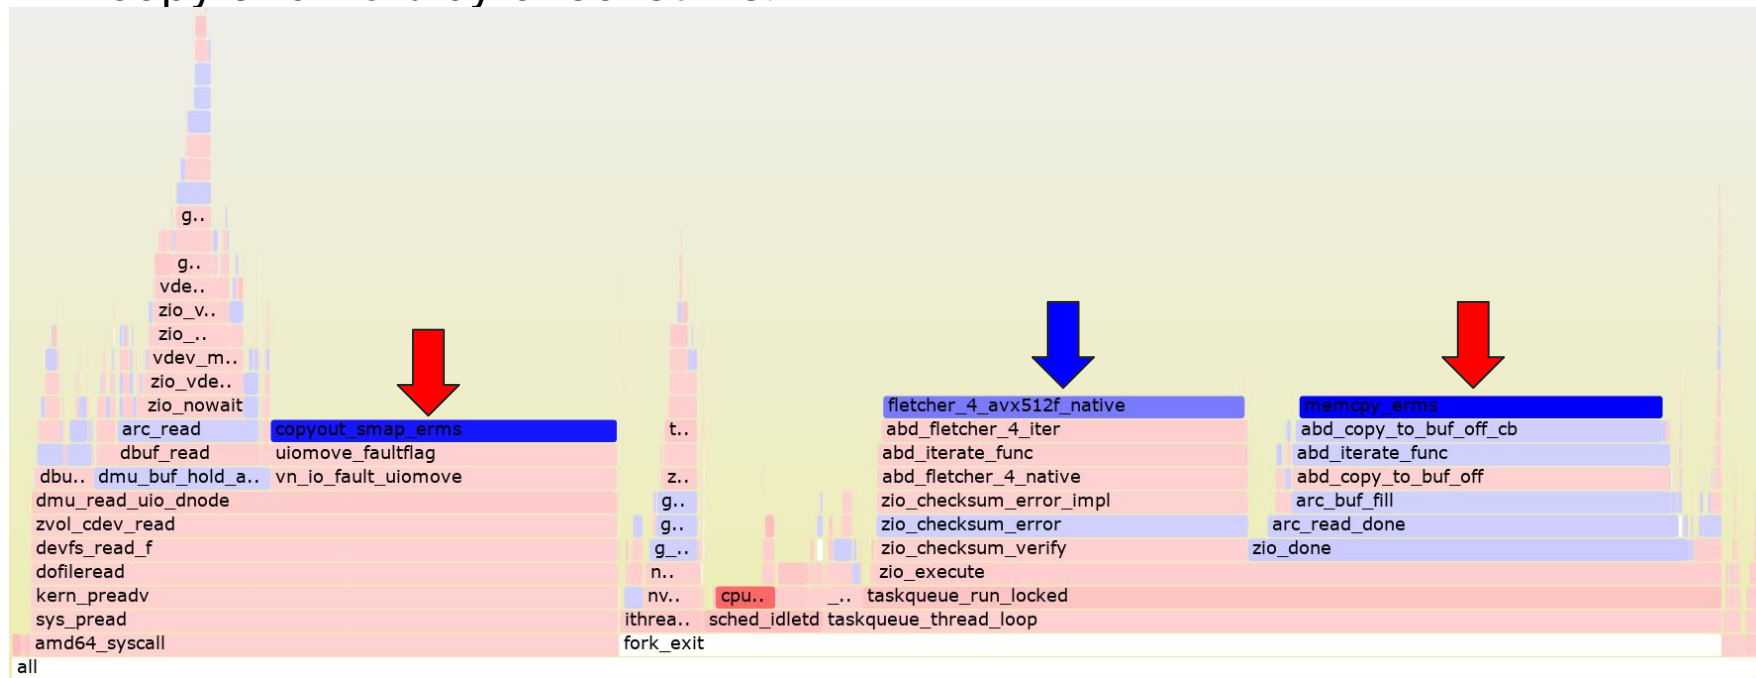 g..
g..
vde..
zio_v..
zio_..
vdev_m..
zio_vde..
zio_nowait
fletcher_4_avx512f_native
memcpy_erms
arc_read
copyout_smap_erms
t..
abd_fletcher_4_iter
abd_copy_to_buf_off_cb
dbuf_read
uiomove_faultflag
abd_iterate_func
abd_iterate_func
dbu..
dmu_buf_hold_a..
vn_io_fault_uiomove
z..
abd_fletcher_4_native
abd_copy_to_buf_off
dmu_read_uio_dnode
g..
zio_checksum_error_impl
arc_buf_fill
zvol_cdev_read
g..
zio_checksum_error
arc_read_done
devfs_read_f
g_..
zio_checksum_verify
zio_done
dofileread
n..
zio_execute
kern_preadv
nv..
cpu..
_..
taskqueue_run_locked
sys_pread
ithrea..
sched_idletd
taskqueue_thread_loop
amd64_syscall
fork_exit
all